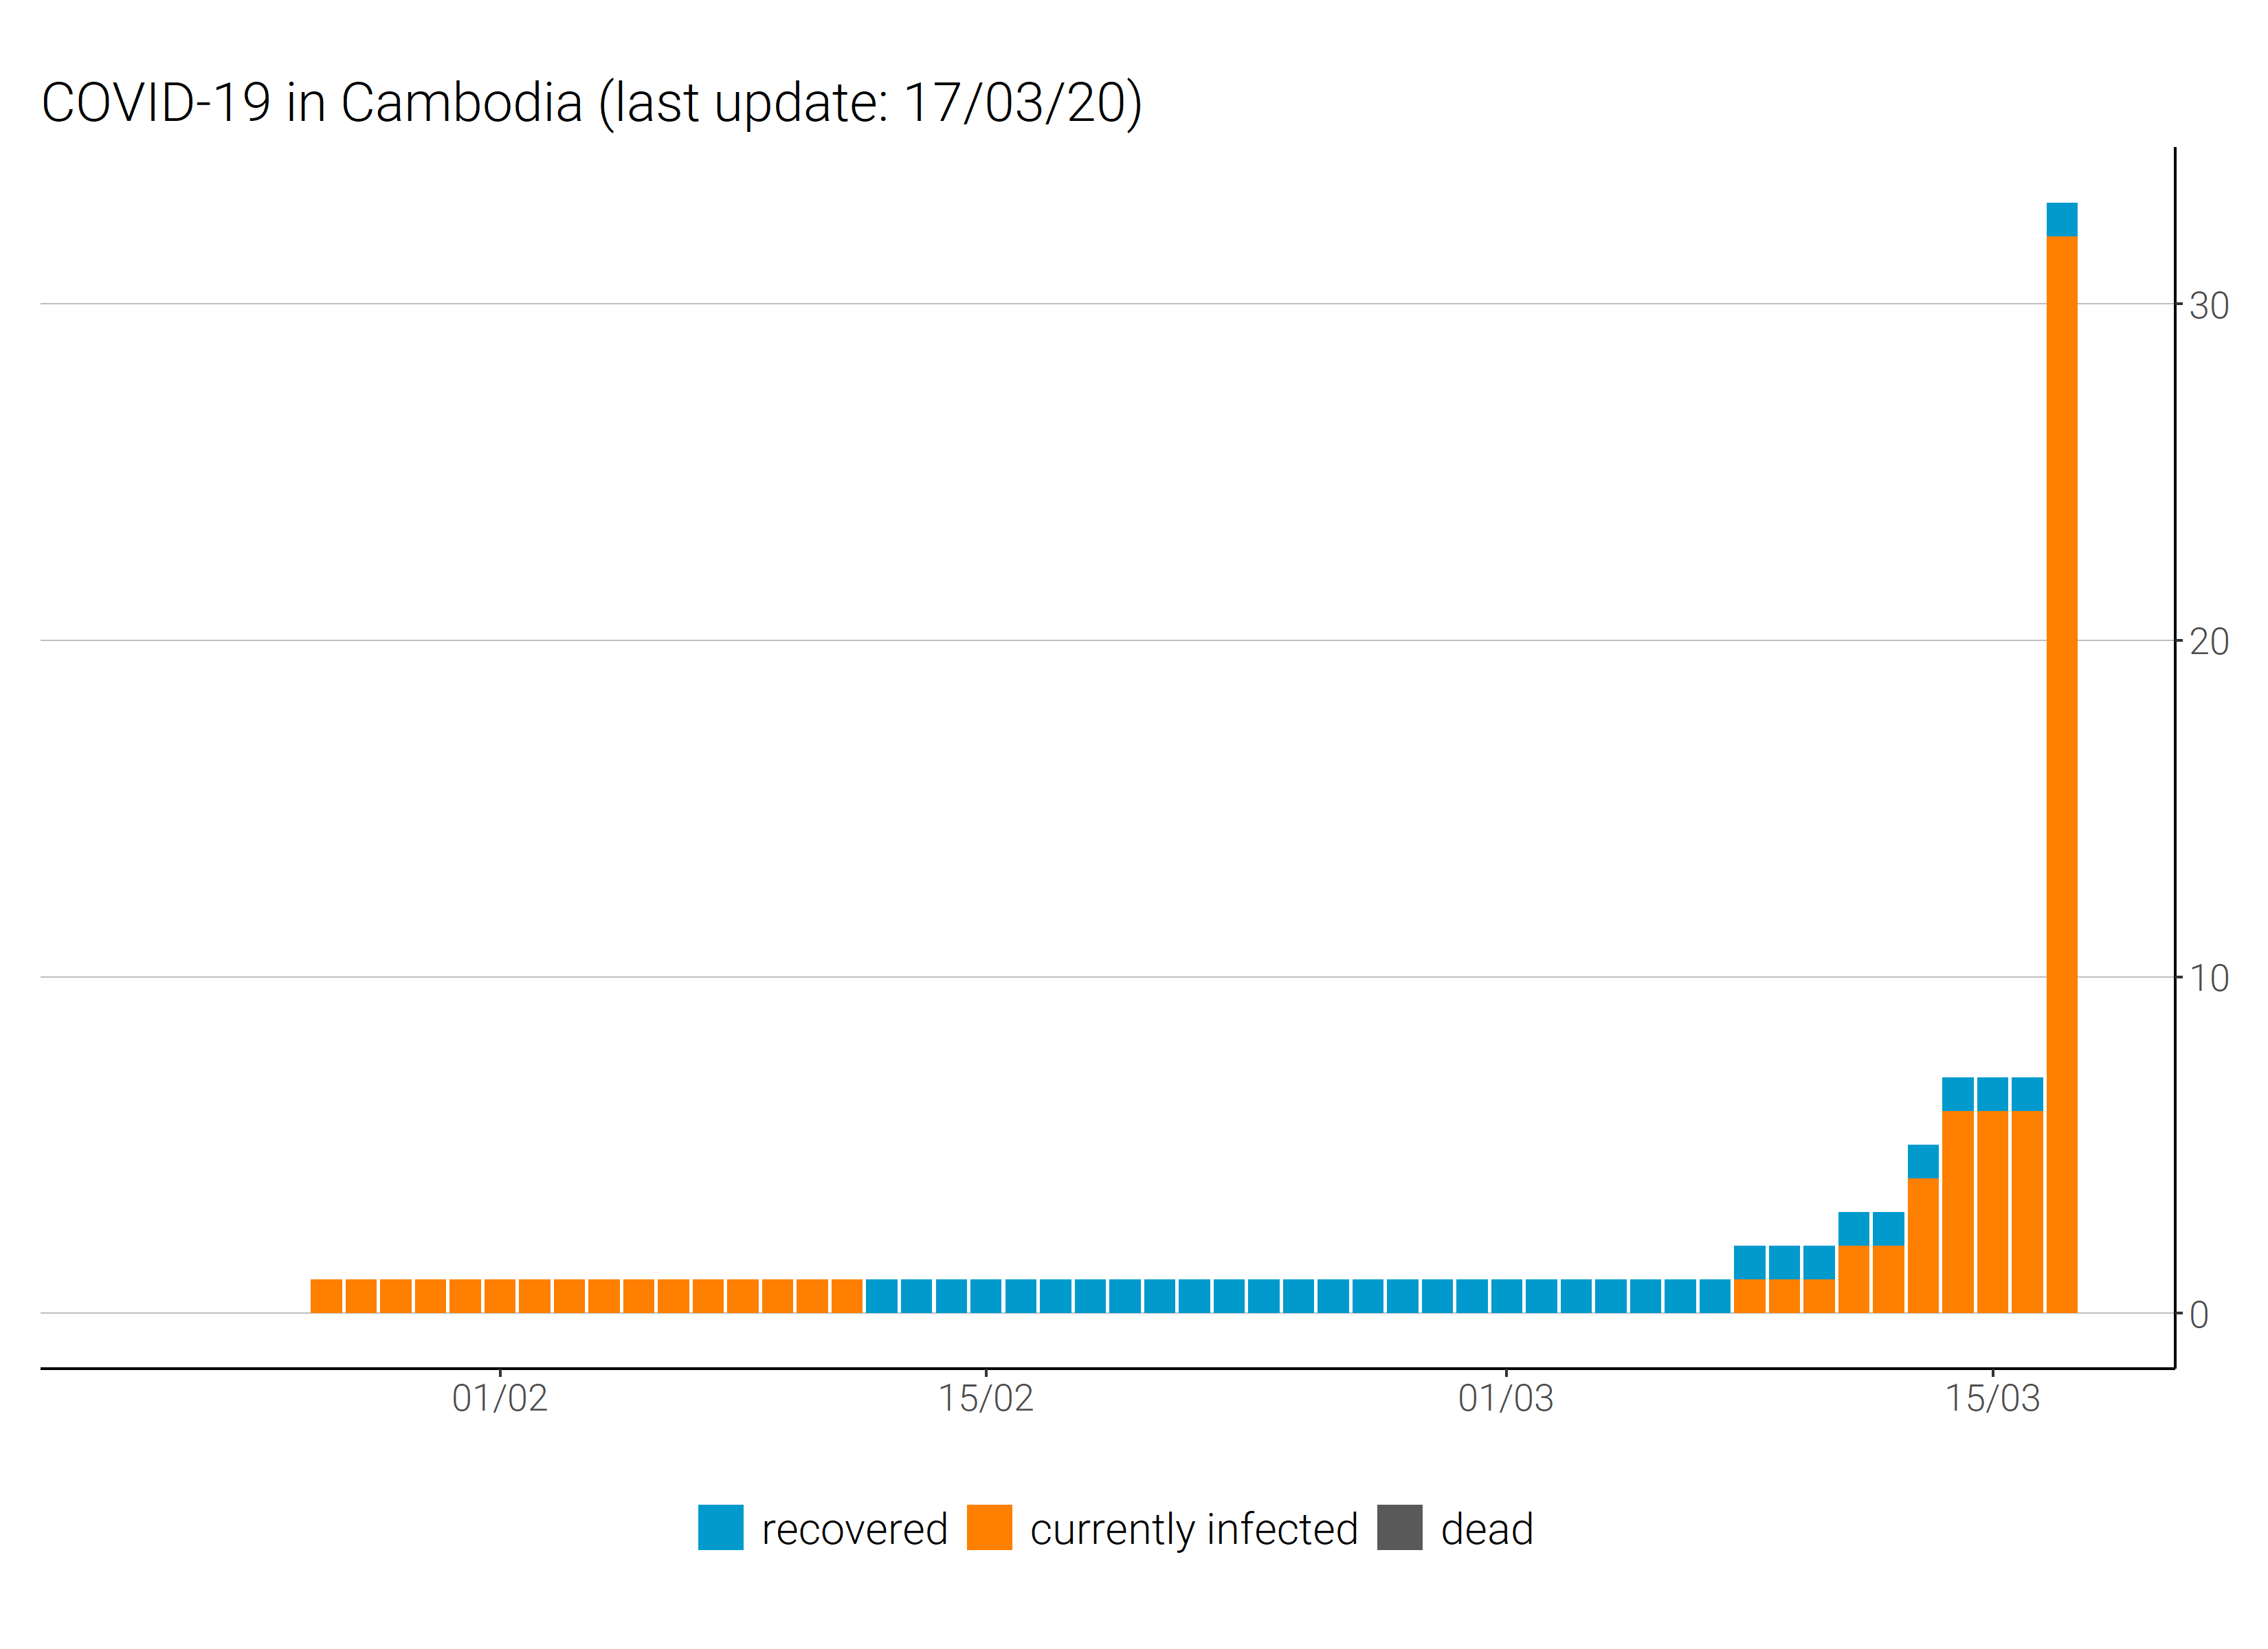 COVID-19 in Cambodia (last update: 17/03/20)
30
20
10
0
01/02 15/02 01/03 15/03
recovered currently infected dead